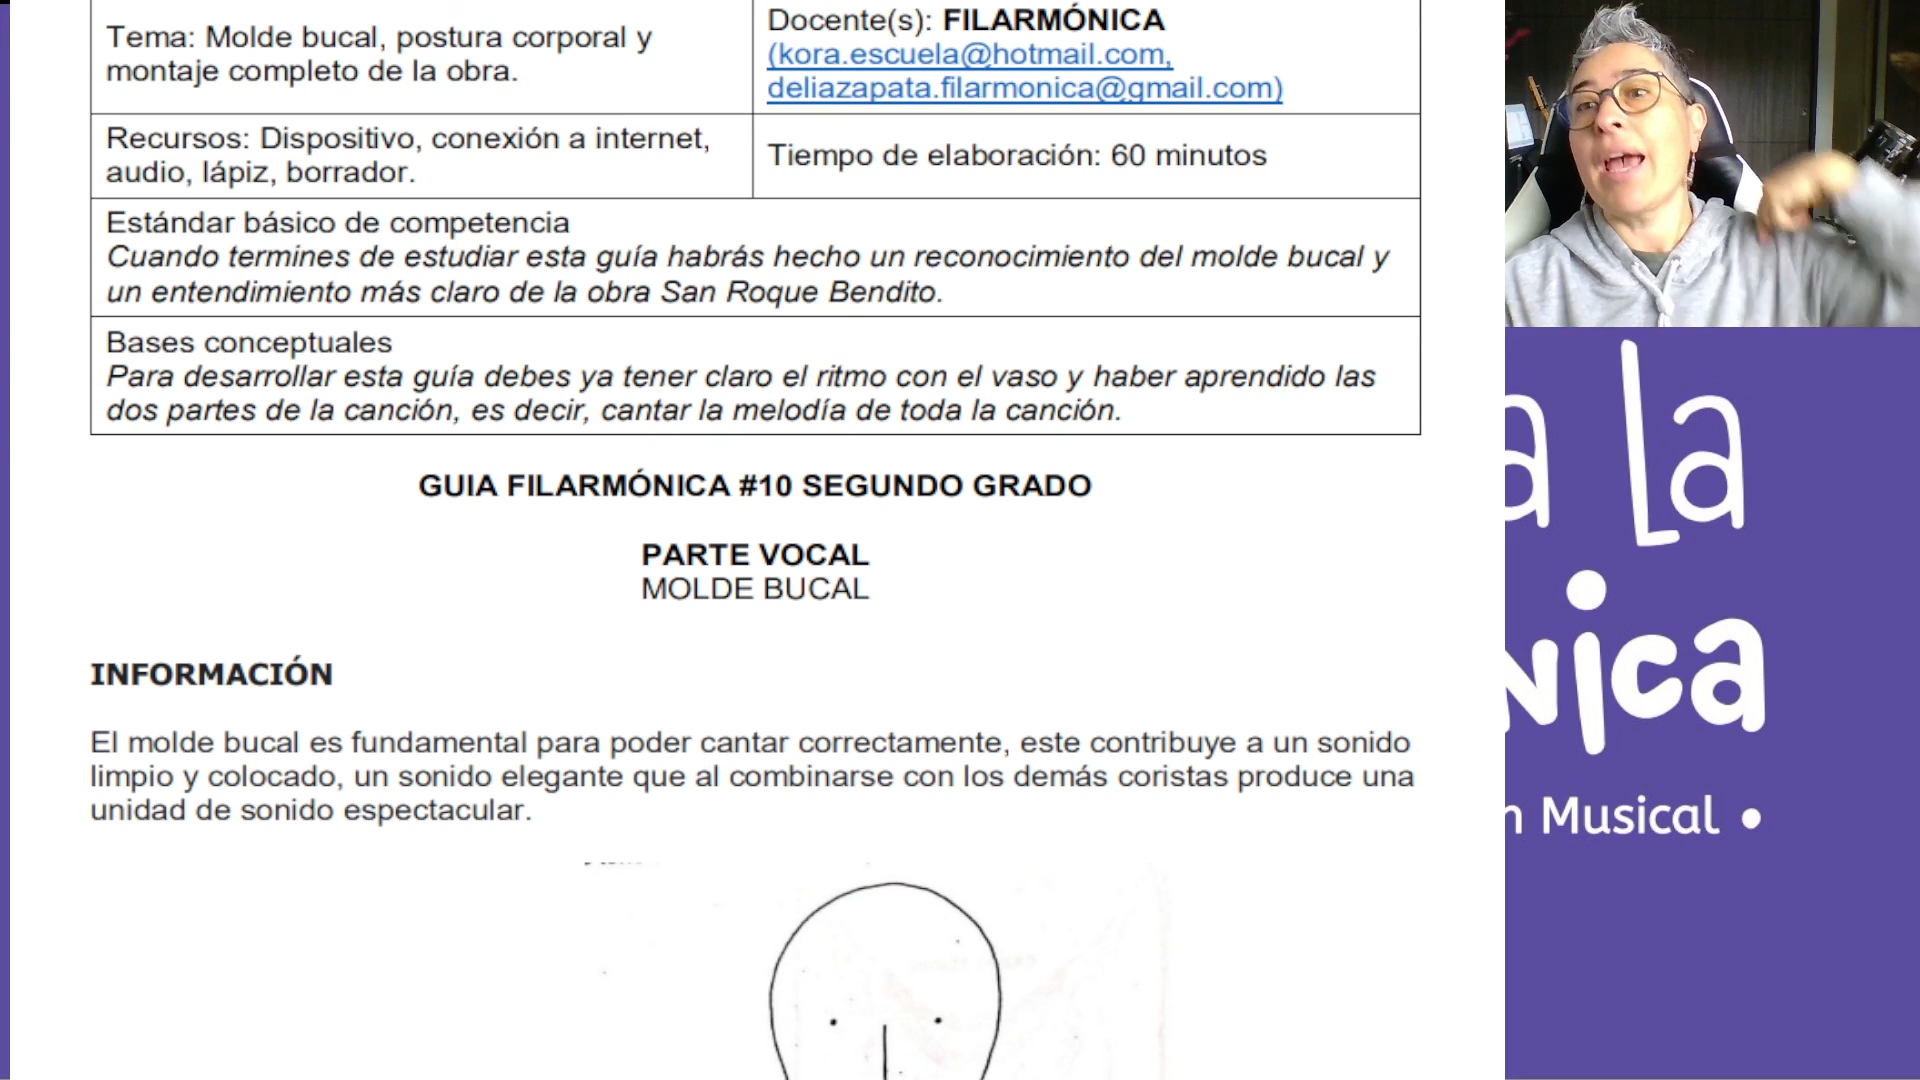 Tema: Molde bucal, postura corporal y
montaje completo de la obra.
Docente(s): FILARMÓNICA
(kora.escuela@hotmail.com,
deliazapata.filarmonica@gmail.com)
Recursos: Dispositivo, conexión a internet,
audio, lápiz, borrador.
Tiempo de elaboración: 60 minutos
Estándar básico de competencia
Cuando termines de estudiar esta guía habrás hecho un reconocimiento del molde bucal y
un entendimiento más claro de la obra San Roque Bendito.
Bases conceptuales
Para desarrollar esta guía debes ya tener claro el ritmo con el vaso y haber aprendido las
dos partes de la canción, es decir, cantar la melodía de toda la canción.
GUIA FILARMÓNICA #10 SEGUNDO GRADO
PARTE VOCAL
MOLDE BUCAL
INFORMACIÓN
El molde bucal es fundamental para poder cantar correctamente, este contribuye a un sonido
limpio y colocado, un sonido elegante que al combinarse con los demás coristas produce una
unidad de sonido espectacular.
a La
nica
n Musical •